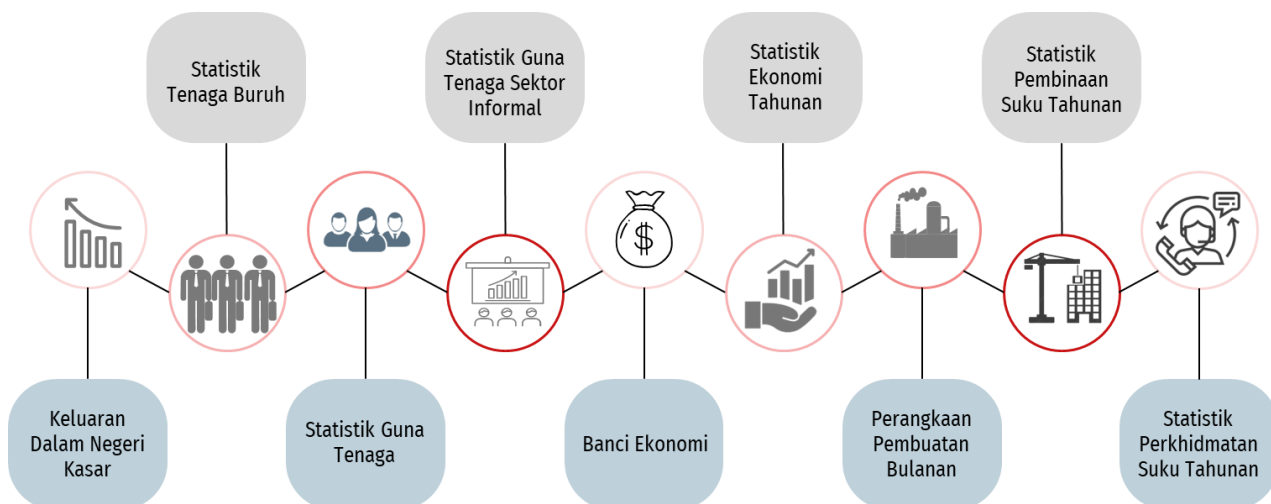 Statistik
Tenaga Buruh
Statistik Guna
Tenaga Sektor
Informal
Statistik
Ekonomi
Tahunan
Statistik
Pembinaan
Suku Tahunan
$
Keluaran
Dalam Negeri
Kasar
Statistik Guna
Tenaga
Banci Ekonomi
Perangkaan
Pembuatan
Bulanan
Statistik
Perkhidmatan
Suku Tahunan